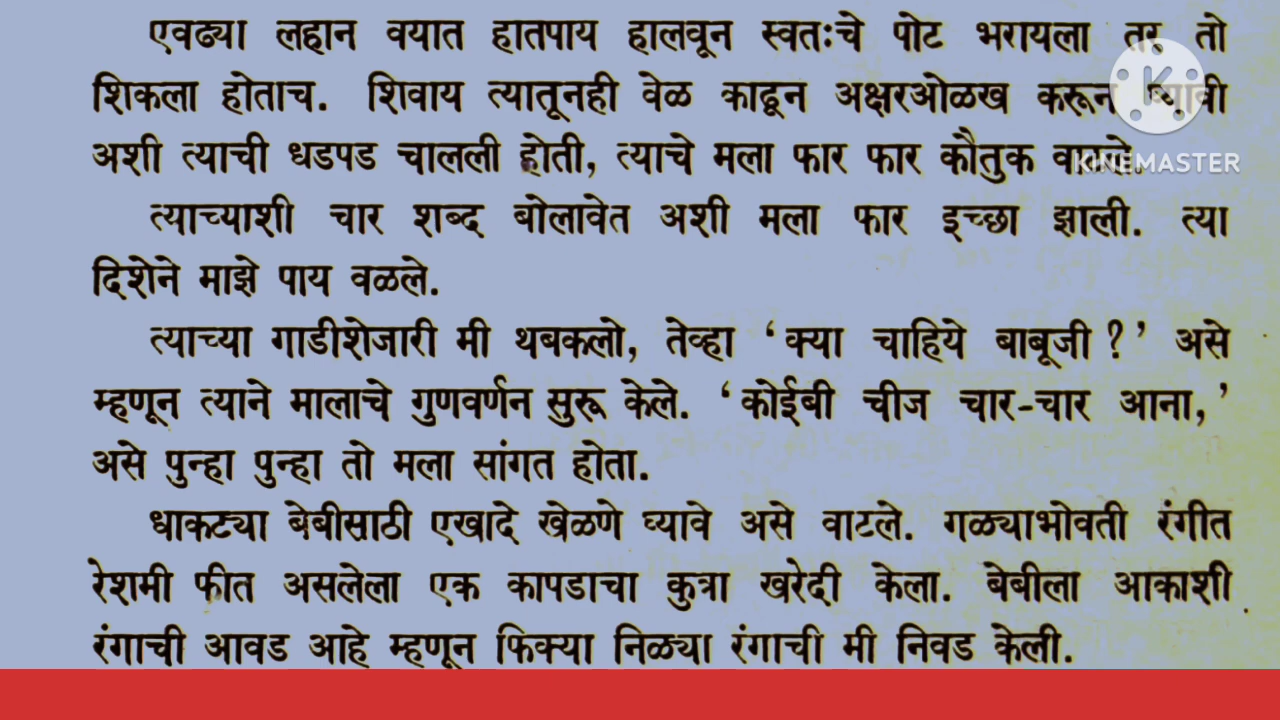 एवढ्या लहान वयात हातपाय हालवून स्वतःचे पोट भरायला तर तो
शिकला होताच. शिवाय त्यातूनही वेळ काढून अक्षरओळख करून घ्यावी
अशी त्याची धडपड चालली होती, त्याचे मला फार फार कौतुक वाटले.
त्याच्याशी चार शब्द बोलावेत अशी मला फार इच्छा झाली. त्या
दिशेने माझे पाय वळले.
त्याच्या गाडीशेजारी मी थबकलो, तेव्हा ‘क्या चाहिये बाबूजी ?’ असे
म्हणून त्याने मालाचे गुणवर्णन सुरू केले. ‘कोईबी चीज चार-चार आना,’
असे पुन्हा पुन्हा तो मला सांगत होता.
धाकट्या बेबीसाठी एखादे खेळणे घ्यावे असे वाटले. गळ्याभोवती रंगीत
रेशमी फीत असलेला एक कापडाचा कुत्रा खरेदी केला. बेबीला आकाशी
रंगाची आवड आहे म्हणून फिक्या निळ्या रंगाची मी निवड केली.
K
KINEMASTER